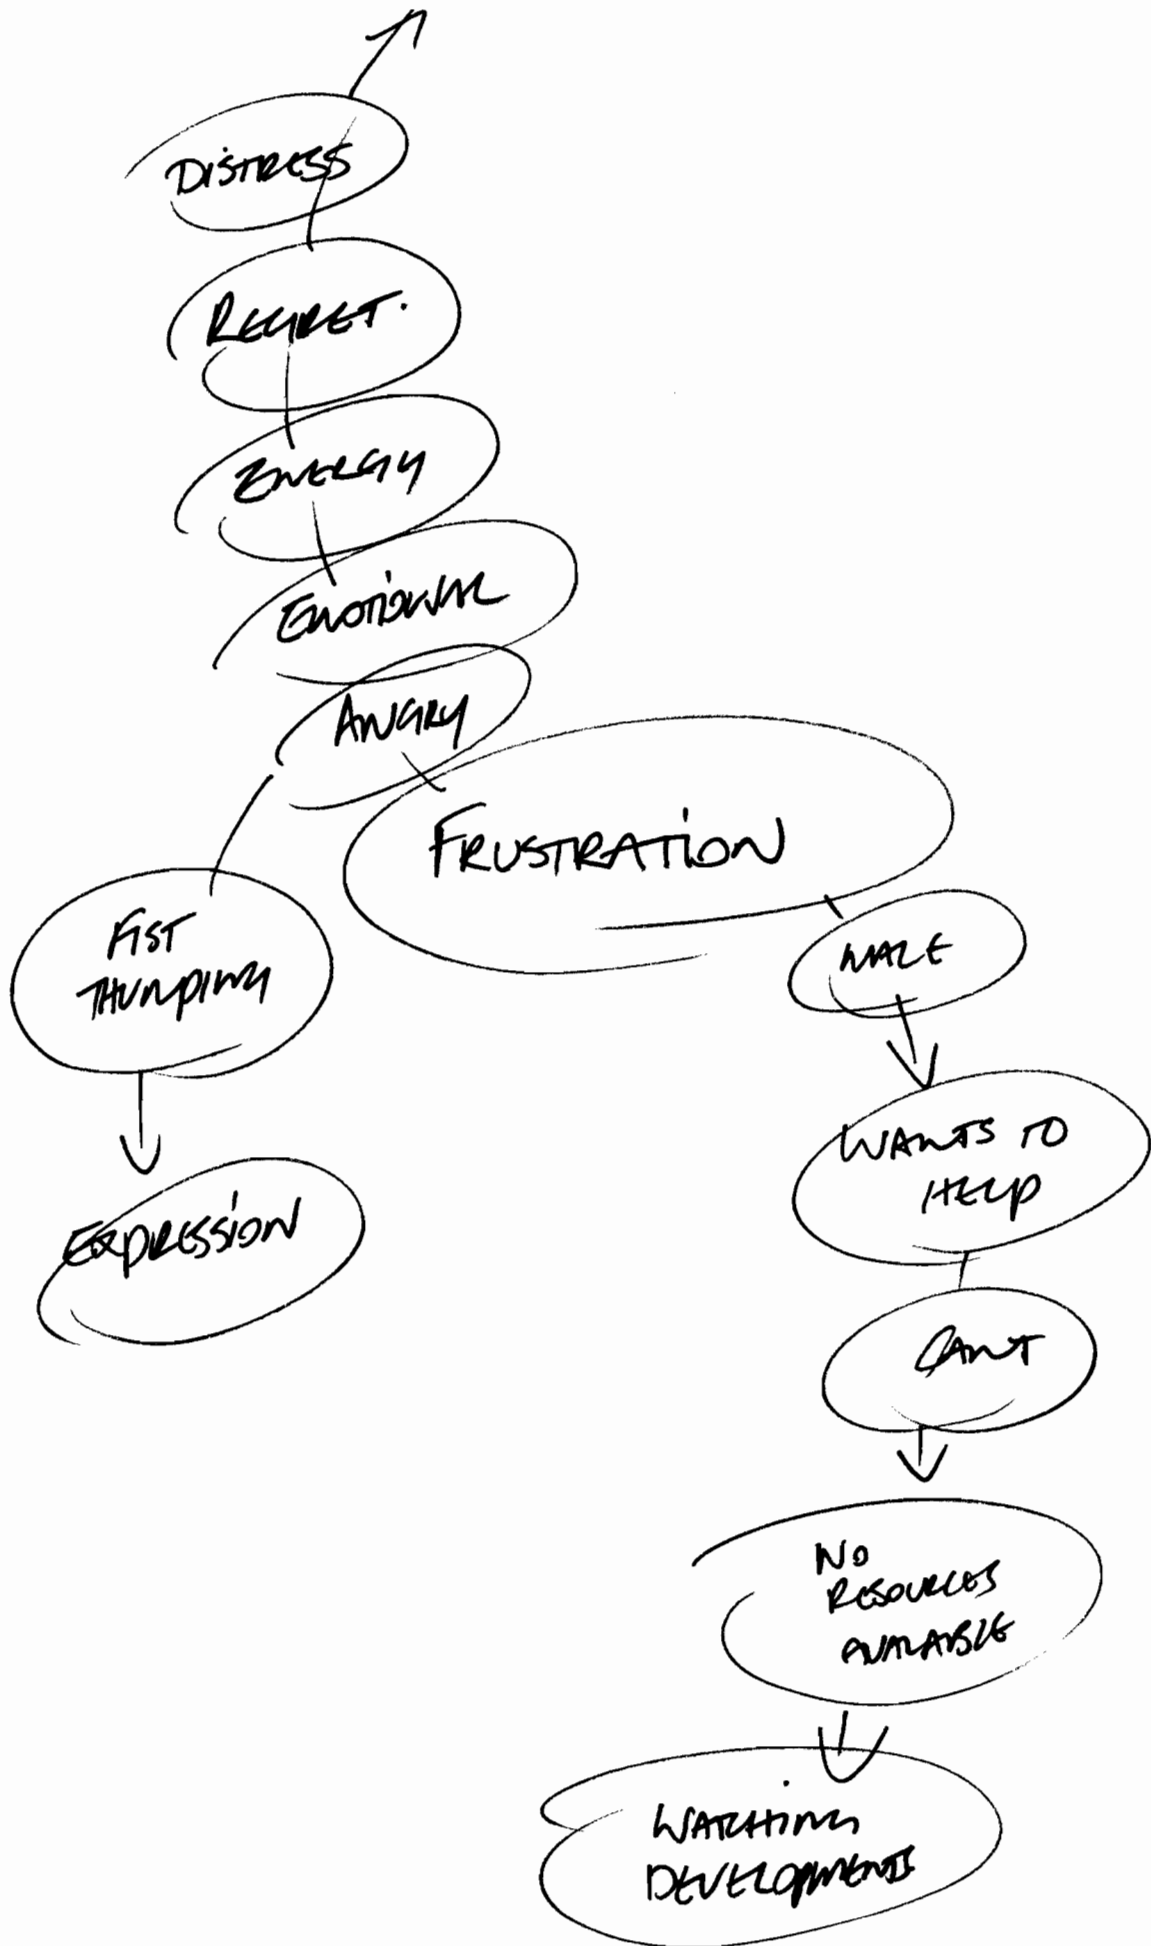 DISTRESS
REGRET.
ENERGY
EMOTIONAL
ANGRY
FRUSTRATION
FIST
THUMPING
EXPRESSION
MALE
WANTS TO
HELP
CANT
NO
RESOURCES
AVAILABLE
WATCHING
DEVELOPMENTS